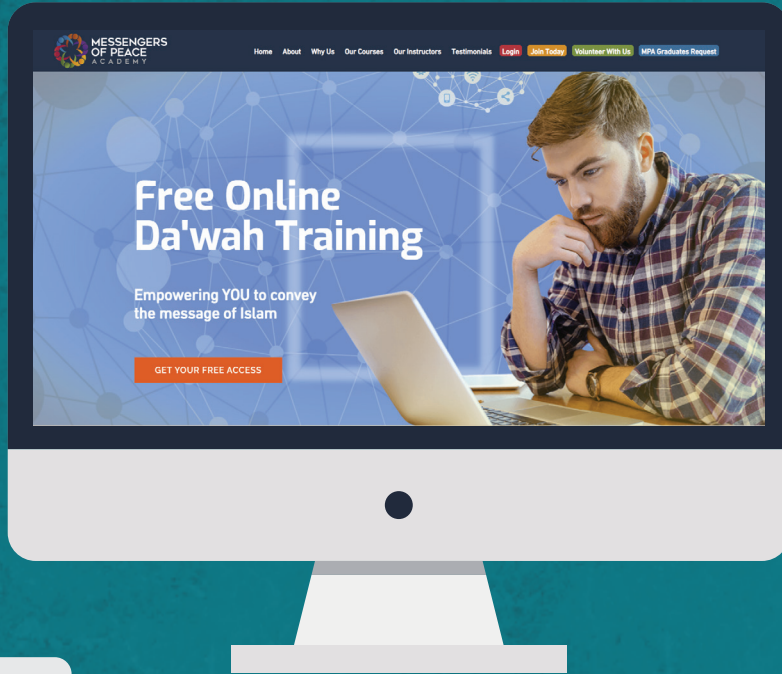 MESSENGERS
OF PEACE
ACADEMY
Home About Why Us Our Courses Our Instructors Testimonials Login Join Today Volunteer With Us MPA Graduates Request
Free Online
Da'wah Training
Empowering YOU to convey
the message of Islam
GET YOUR FREE ACCESS